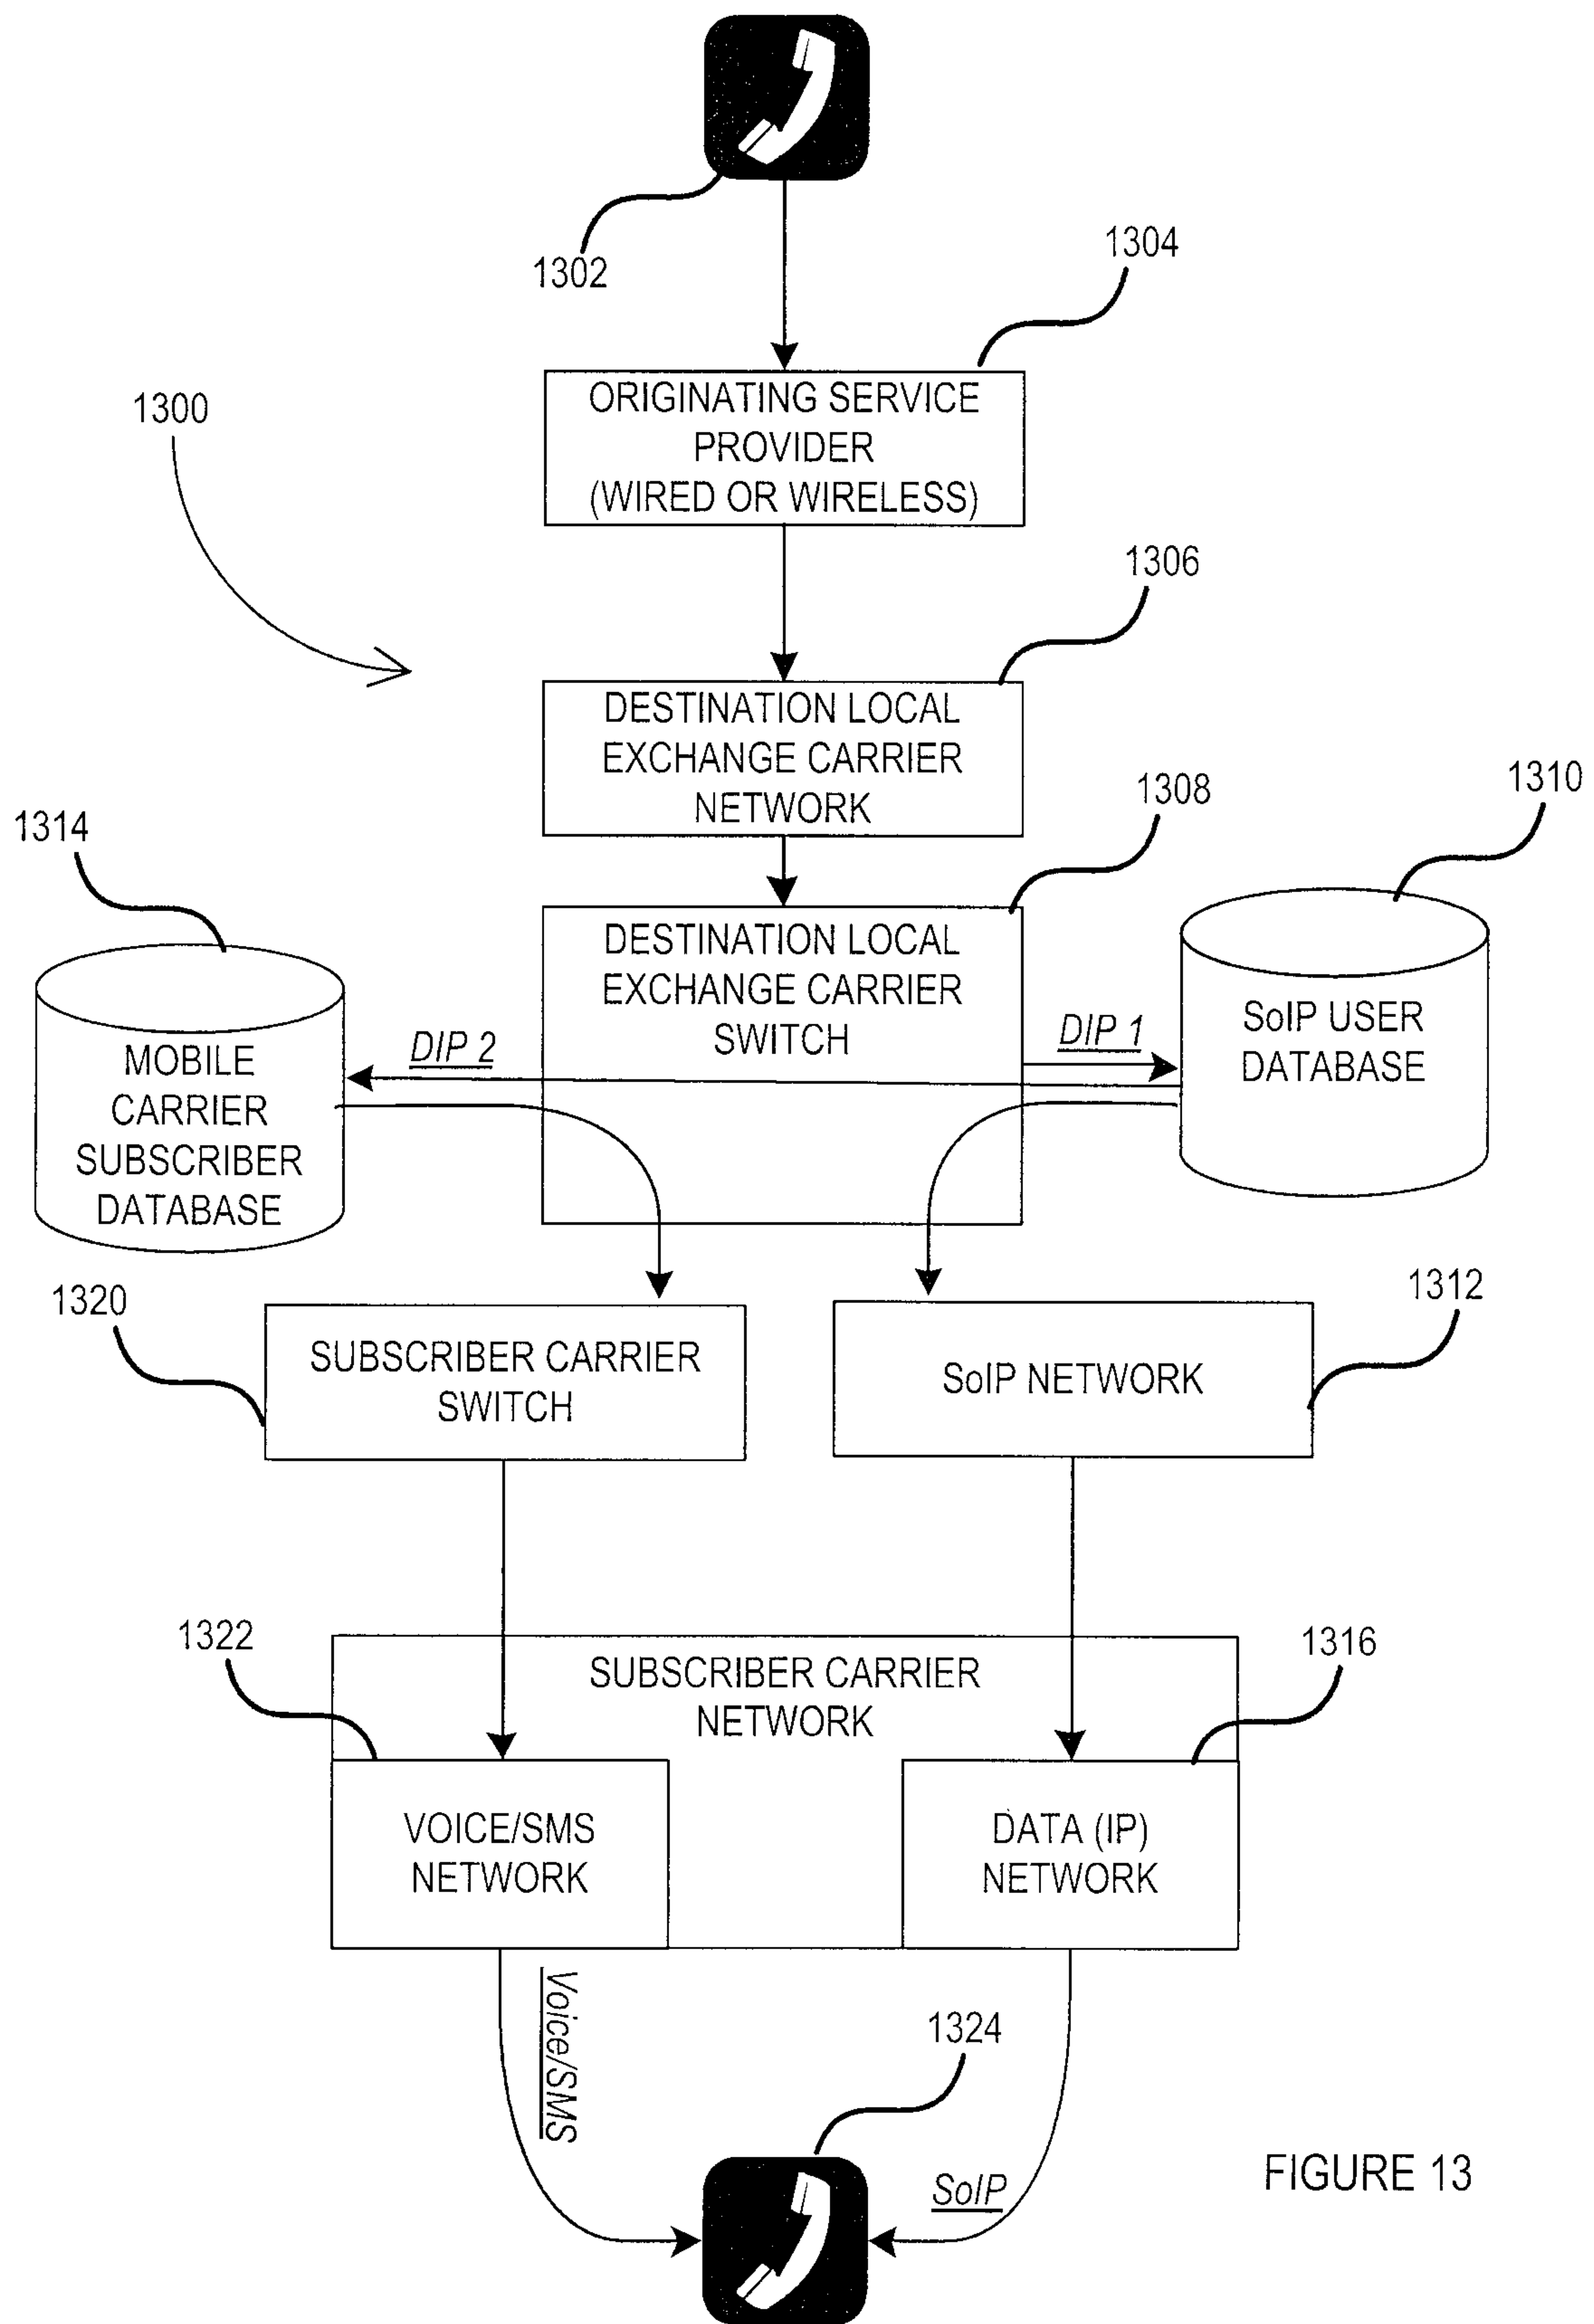 1302
1304
1300
ORIGINATING SERVICE
PROVIDER
(WIRED OR WIRELESS)
1306
DESTINATION LOCAL
EXCHANGE CARRIER
NETWORK
1308
1310
1314
DESTINATION LOCAL
EXCHANGE CARRIER
SWITCH
DIP 2
DIP 1
SoIP USER
DATABASE
MOBILE
CARRIER
SUBSCRIBER
DATABASE
1320
1312
SUBSCRIBER CARRIER
SWITCH
SoIP NETWORK
1322
1316
SUBSCRIBER CARRIER
NETWORK
VOICE/SMS
NETWORK
DATA (IP)
NETWORK
Voice/SMS
1324
SoIP
FIGURE 13